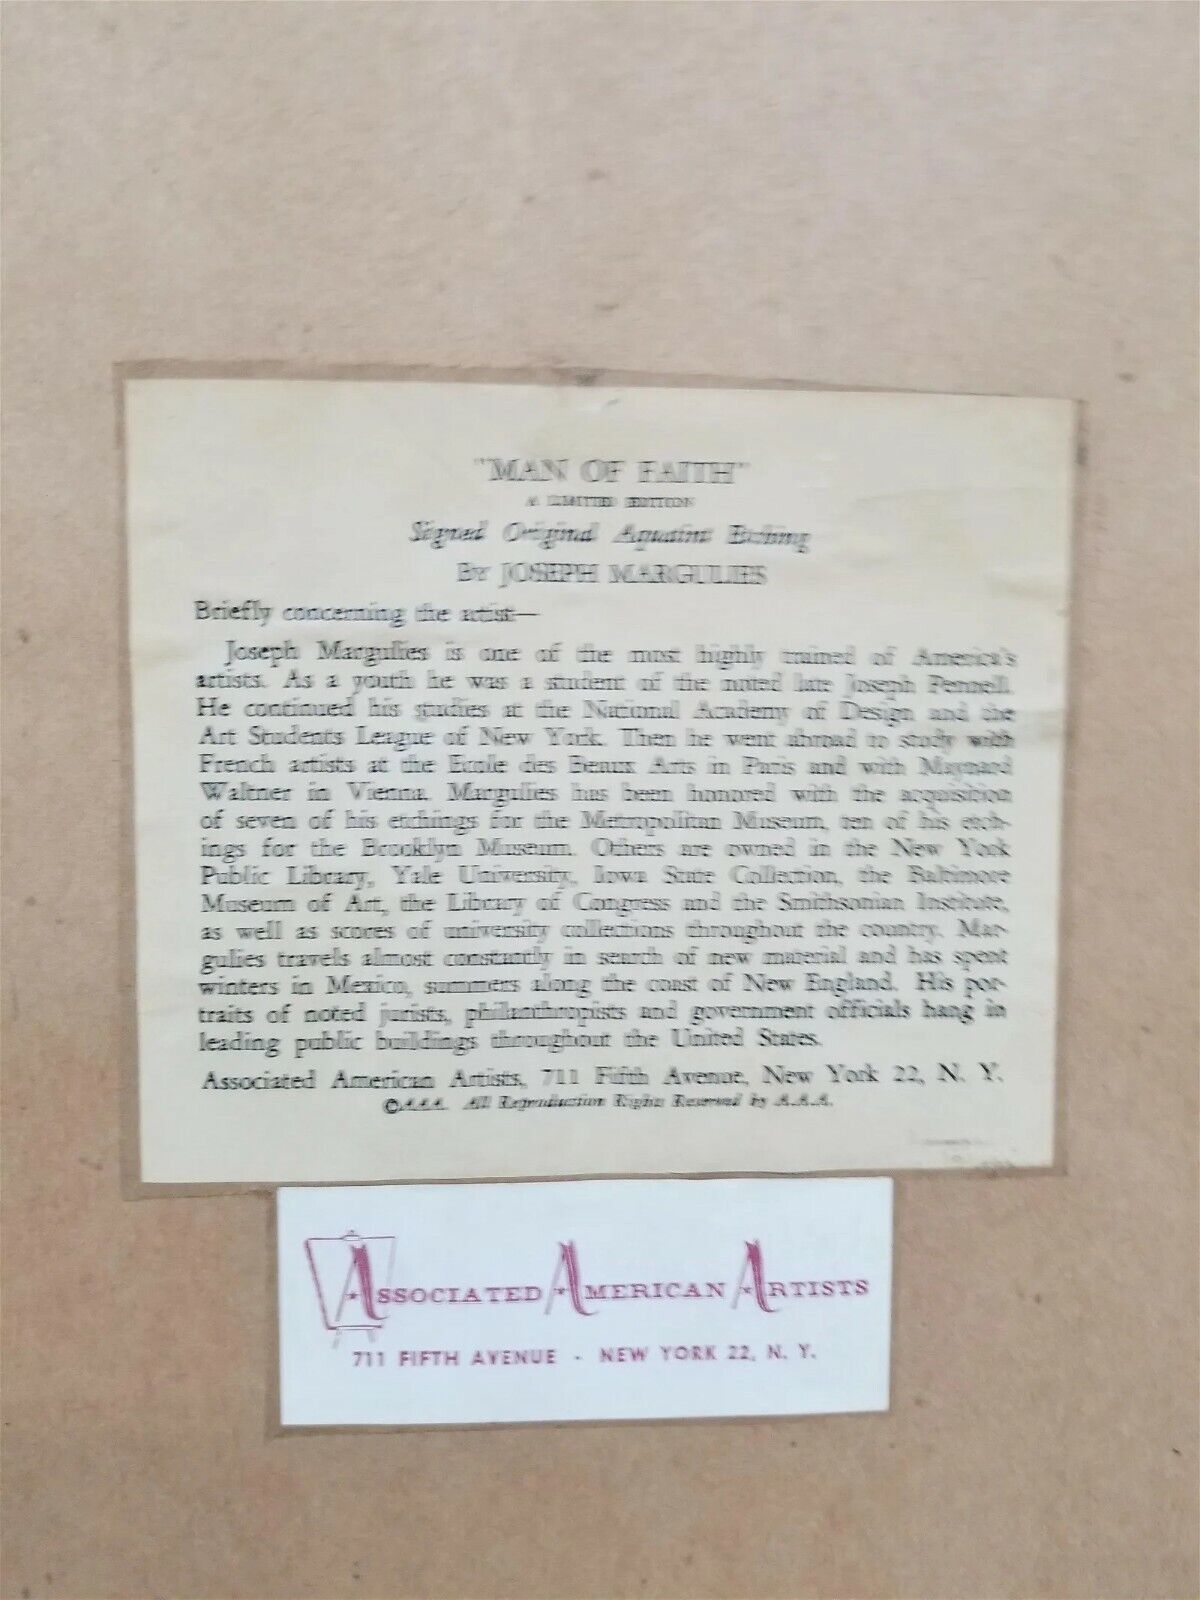 "MAN OF FAITH"
A LIMITED EDITION
Signed Original Aquatint Etching
BY JOSEPH MARGULIES
Briefly concerning the artist—
Joseph Margulies is one of the most highly trained of America's
artists. As a youth he was a student of the noted late Joseph Pennell.
He continued his studies at the National Academy of Design and the
Art Students League of New York. Then he went abroad to study with
French artists at the Ecole des Beaux Arts in Paris and with Maynard
Waltner in Vienna. Margulies has been honored with the acquisition
of seven of his etchings for the Metropolitan Museum, ten of his etch-
ings for the Brooklyn Museum. Others are owned in the New York
Public Library, Yale University, Iowa State Collection, the Baltimore
Museum of Art, the Library of Congress and the Smithsonian Institute,
as well as scores of university collections throughout the country. Mar-
gulies travels almost constantly in search of new material and has spent
winters in Mexico, summers along the coast of New England. His por-
traits of noted jurists, philanthropists and government officials hang in
leading public buildings throughout the United States.
Associated American Artists, 711 Fifth Avenue, New York 22, N. Y.
©A.A.A. All Reproduction Rights Reserved by A.A.A.
ASSOCIATED AMERICAN ARTISTS
711 FIFTH AVENUE - NEW YORK 22, N. Y.